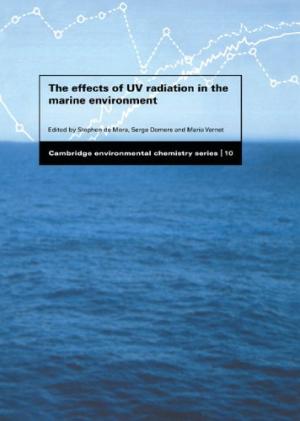 The effects of UV radiation in the
marine environment
Edited by Stephen de Mora, Serge Demers and Maria Vernet
Cambridge environmental chemistry series | 10